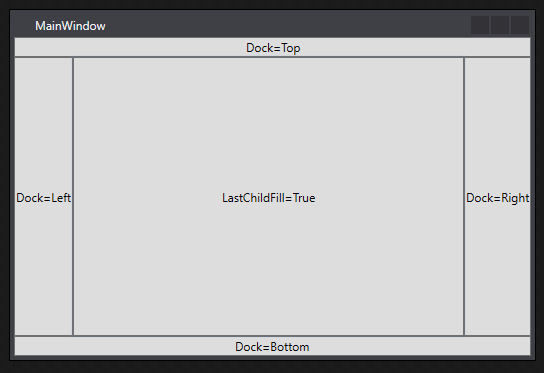 MainWindow
Dock=Top
Dock=Left
LastChildFill=True
Dock=Right
Dock=Bottom